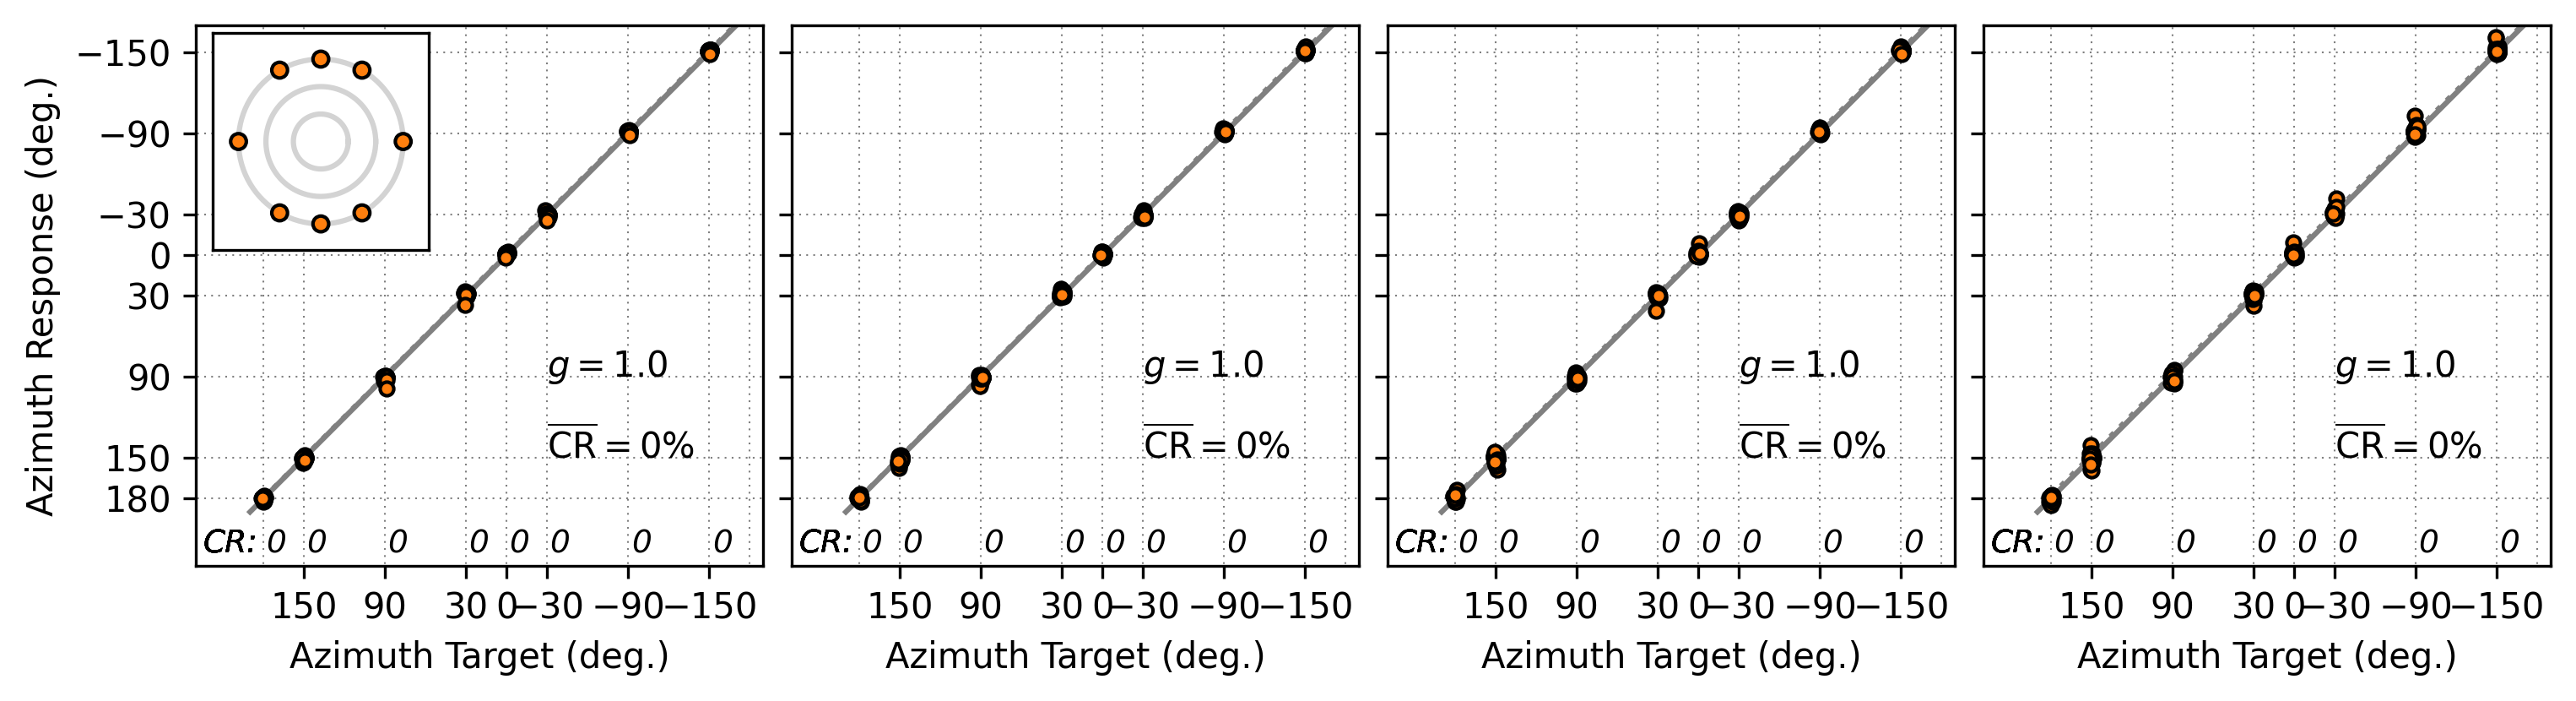 Azimuth Response (deg.)
−150
−90
−30
0
30
90
150
180
g = 1.0
CR = 0%
CR: 0 0 0 0 0 0 0 0
150 90 30 0 −30 −90 −150
Azimuth Target (deg.)
g = 1.0
CR = 0%
CR: 0 0 0 0 0 0 0 0
150 90 30 0 −30 −90 −150
Azimuth Target (deg.)
g = 1.0
CR = 0%
CR: 0 0 0 0 0 0 0 0
150 90 30 0 −30 −90 −150
Azimuth Target (deg.)
g = 1.0
CR = 0%
CR: 0 0 0 0 0 0 0 0
150 90 30 0 −30 −90 −150
Azimuth Target (deg.)